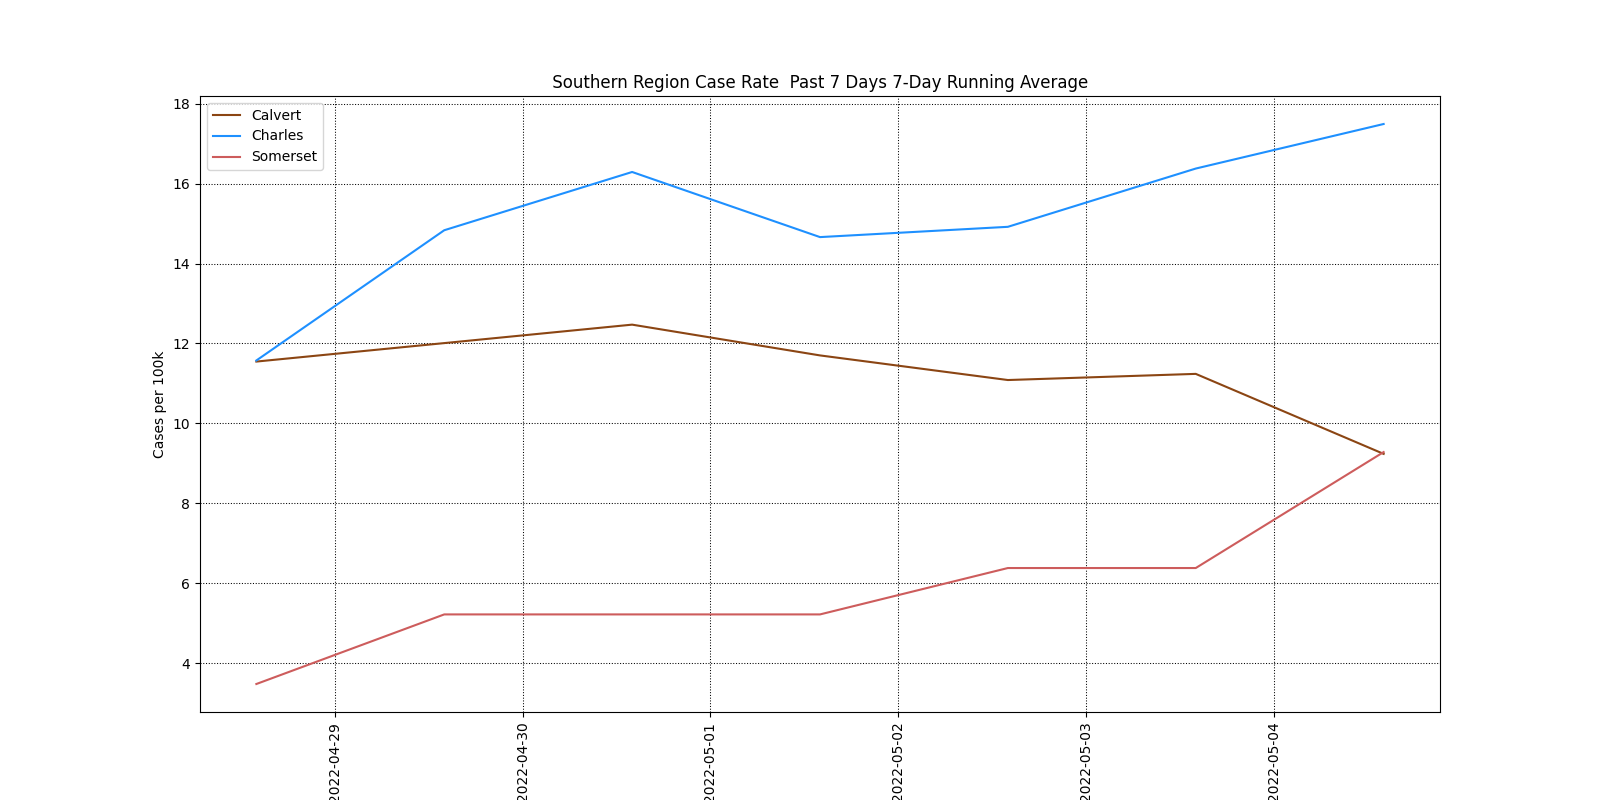 Southern Region Case Rate  Past 7 Days 7-Day Running Average
Calvert
Charles
Somerset
Cases per 100k
18
16
14
12
10
8
6
4
2022-04-29
2022-04-30
2022-05-01
2022-05-02
2022-05-03
2022-05-04